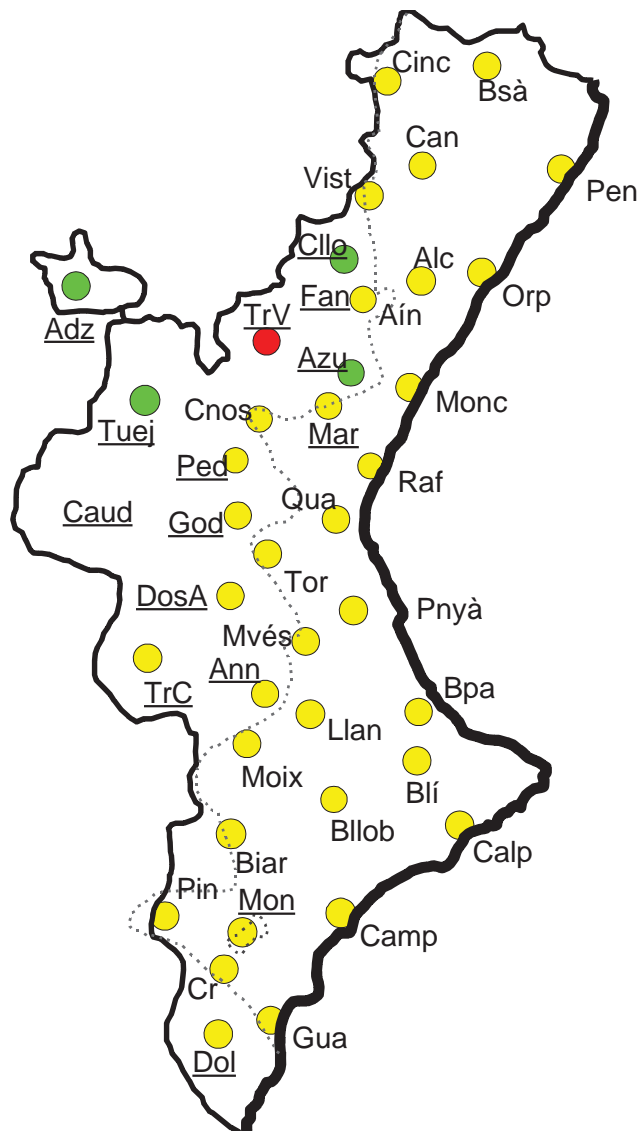 Cinc
Bsà
Can
Vist
Pen
Cllo
Alc
Fan
Orp
Aín
Adz
TrV
Azu
Monc
Cnos
Mar
Tuej
Ped
Raf
Qua
Caud
God
Tor
DosA
Pnyà
Mvés
Ann
TrC
Bpa
Llan
Moix
Blí
Bllob
Calp
Biar
Pin
Mon
Camp
Cr
Gua
Dol